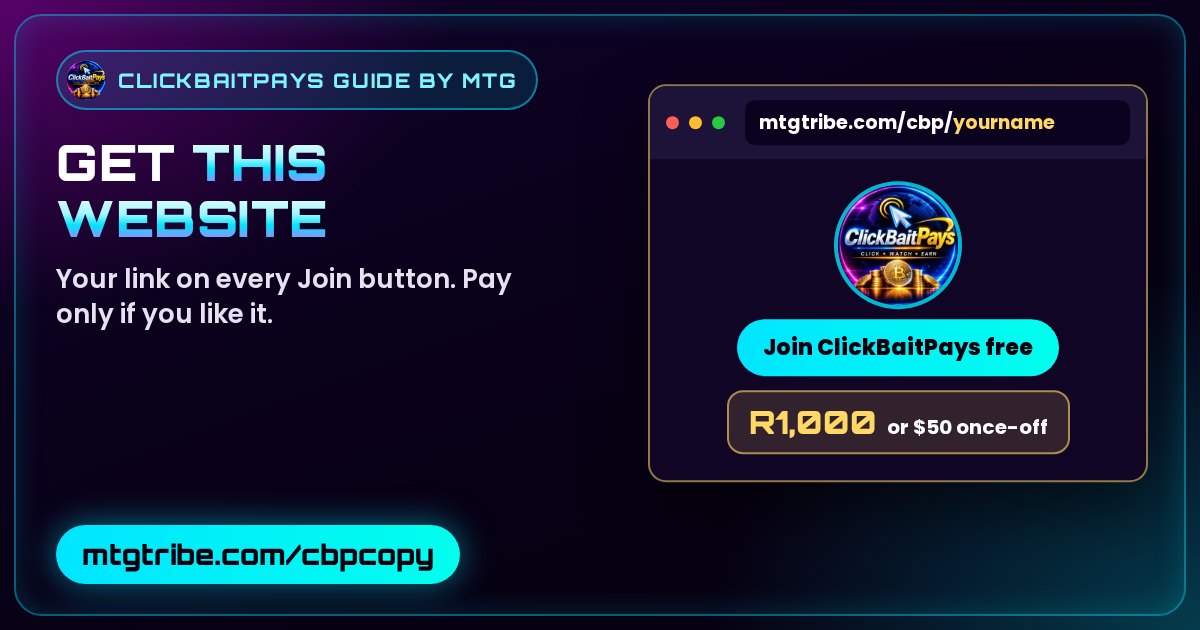 ClickBaitPays
CLICKBAITPAYS GUIDE BY MTG
GET THIS
WEBSITE
Your link on every Join button. Pay
only if you like it.
mtgtribe.com/cbpcopy
mtgtribe.com/cbp/yourname
ClickBaitPays
CLICK • WATCH • EARN
Join ClickBaitPays free
R1,000 or $50 once-off